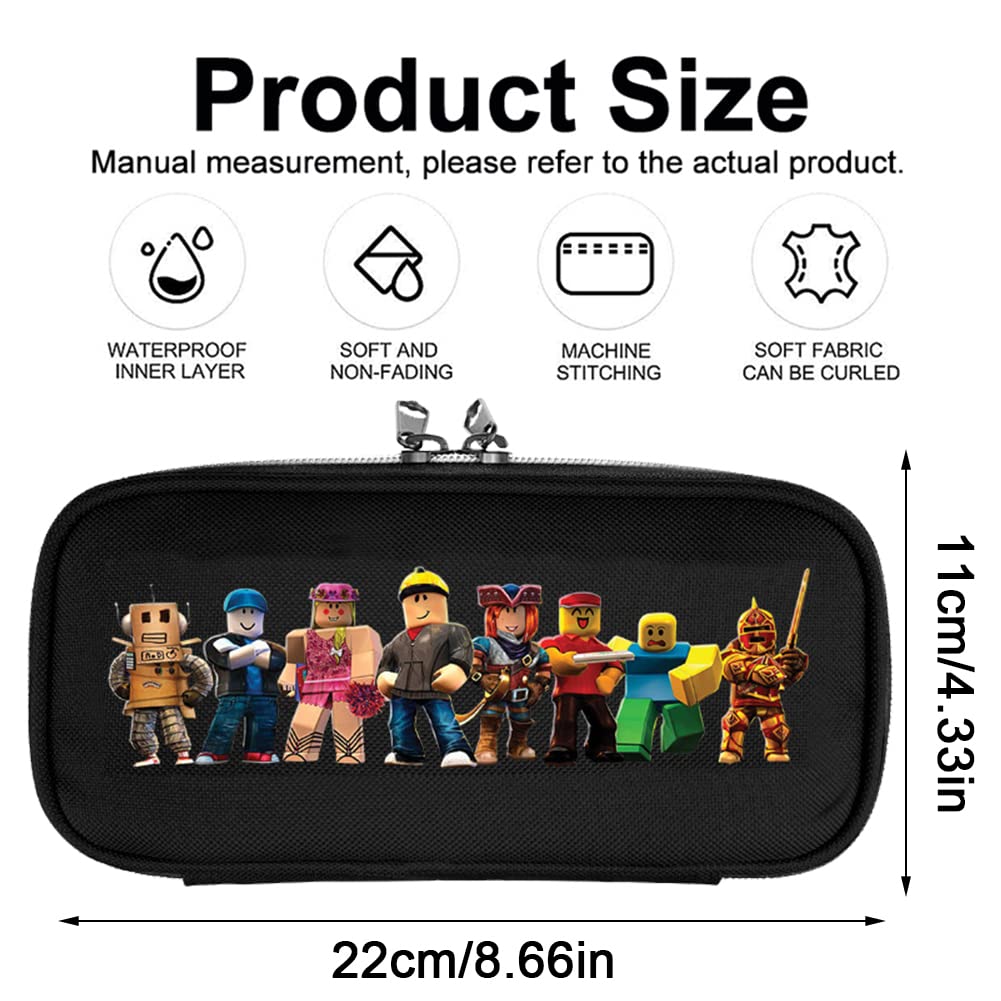 Product Size
Manual measurement, please refer to the actual product.
WATERPROOF
INNER LAYER
SOFT AND
NON-FADING
MACHINE
STITCHING
SOFT FABRIC
CAN BE CURLED
11cm/4.33in
22cm/8.66in